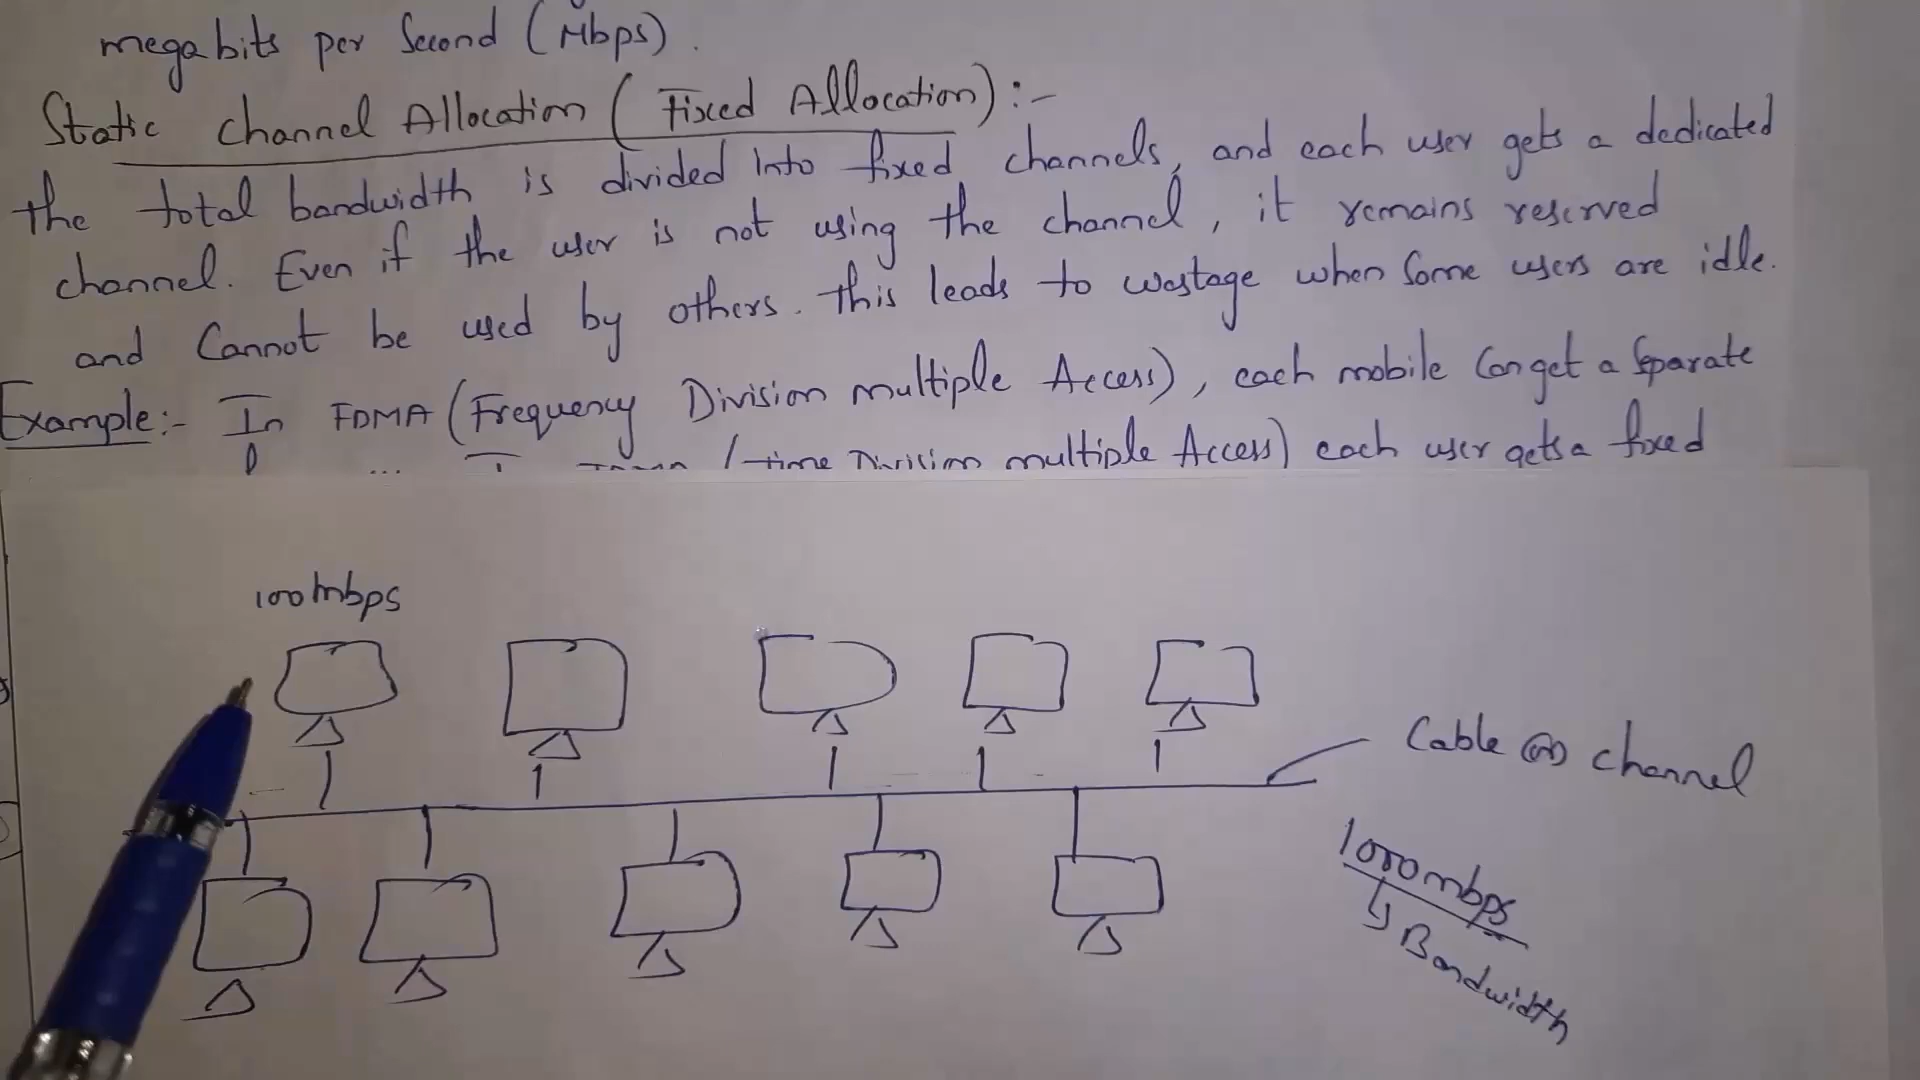 megabits per Second (Mbps).
Static channel Allocation (Fixed Allocation):-
the total bandwidth is divided Into fixed channels, and each user gets a dedicated
channel. Even if the user is not using the channel, it remains reserved
and Cannot be used by others. this leads to wastage when Some users are idle.
Example:- In FDMA (Frequency Division multiple Access), each mobile Can get a Separate
(time Division multiple Access) each user gets a fixed
100Mbps
Cable (or) channel
1000mbps
↳ Bandwidth